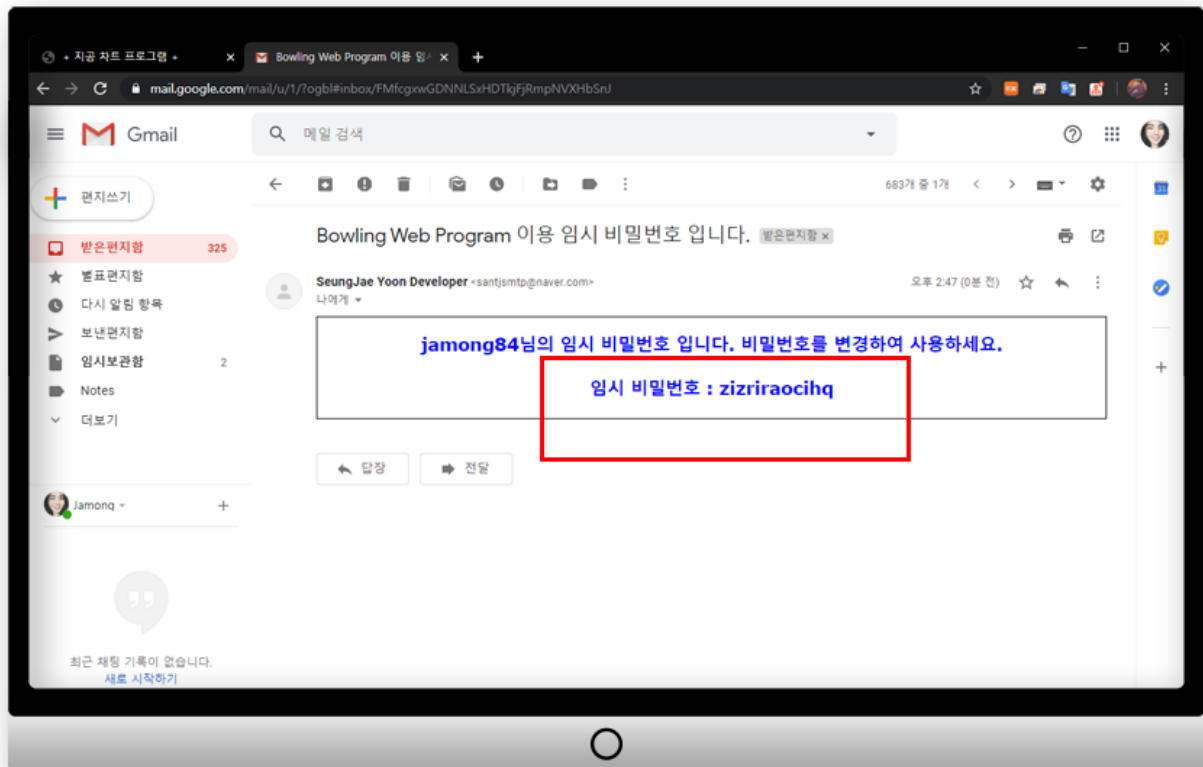 + 지공 차트 프로그램 +
Bowling Web Program 이용 임시
mail.google.com/mail/u/1/?ogbl#inbox/FMfcgxwGDNNLSxHDTkjFjRmpNVXHbSnJ
Gmail
메일 검색
편지쓰기
683개 중 1개
받은편지함 325
별표편지함
다시 알림 항목
보낸편지함
임시보관함 2
Notes
더보기
Bowling Web Program 이용 임시 비밀번호 입니다. 받은편지함 x
SeungJae Yoon Developer <santjsmtp@naver.com>
오후 2:47 (0분 전)
나에게
jamong84님의 임시 비밀번호 입니다. 비밀번호를 변경하여 사용하세요.
임시 비밀번호 : zizriraocihq
답장
전달
Jamong
최근 채팅 기록이 없습니다.
새로 시작하기
31